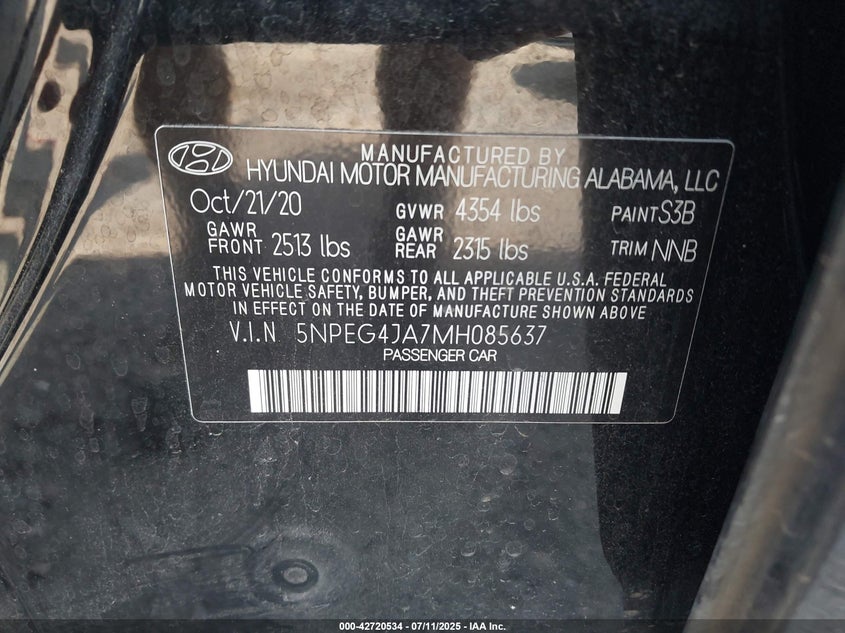 MANUFACTURED BY
HYUNDAI MOTOR MANUFACTURING ALABAMA, LLC
Oct/21/20 GVWR 4354 lbs PAINT S3B
GAWR FRONT 2513 lbs GAWR REAR 2315 lbs TRIM NNB
THIS VEHICLE CONFORMS TO ALL APPLICABLE U.S.A. FEDERAL
MOTOR VEHICLE SAFETY, BUMPER, AND THEFT PREVENTION STANDARDS
IN EFFECT ON THE DATE OF MANUFACTURE SHOWN ABOVE
V.I.N 5NPEG4JA7MH085637
PASSENGER CAR
000-42720534 - 07/11/2025 - IAA Inc.